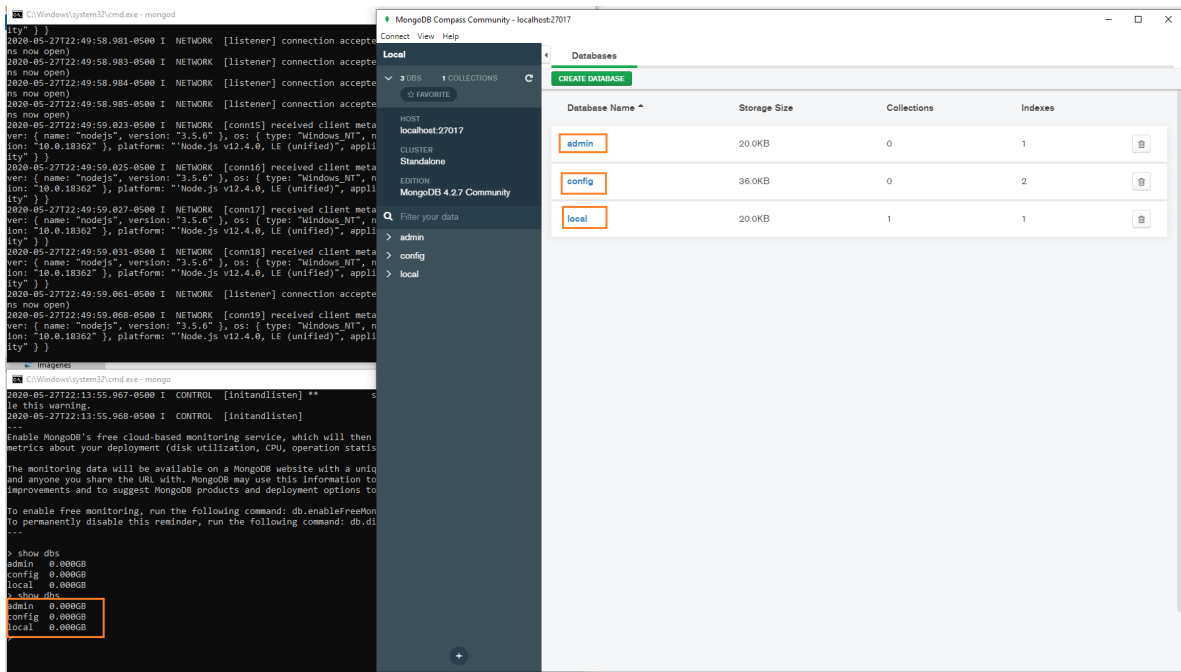 C:\Windows\system32\cmd.exe - mongod
ity" } }
2020-05-27T22:49:58.981-0500 I  NETWORK  [listener] connection accepte
ns now open)
2020-05-27T22:49:58.983-0500 I  NETWORK  [listener] connection accepte
ns now open)
2020-05-27T22:49:58.984-0500 I  NETWORK  [listener] connection accepte
ns now open)
2020-05-27T22:49:58.985-0500 I  NETWORK  [listener] connection accepte
ns now open)
2020-05-27T22:49:59.023-0500 I  NETWORK  [conn15] received client meta
ver: { name: "nodejs", version: "3.5.6" }, os: { type: "Windows_NT", n
ion: "10.0.18362" }, platform: "'Node.js v12.4.0, LE (unified)", appli
ity" } }
2020-05-27T22:49:59.025-0500 I  NETWORK  [conn16] received client meta
ver: { name: "nodejs", version: "3.5.6" }, os: { type: "Windows_NT", n
ion: "10.0.18362" }, platform: "'Node.js v12.4.0, LE (unified)", appli
ity" } }
2020-05-27T22:49:59.027-0500 I  NETWORK  [conn17] received client meta
ver: { name: "nodejs", version: "3.5.6" }, os: { type: "Windows_NT", n
ion: "10.0.18362" }, platform: "'Node.js v12.4.0, LE (unified)", appli
ity" } }
2020-05-27T22:49:59.031-0500 I  NETWORK  [conn18] received client meta
ver: { name: "nodejs", version: "3.5.6" }, os: { type: "Windows_NT", n
ion: "10.0.18362" }, platform: "'Node.js v12.4.0, LE (unified)", appli
ity" } }
2020-05-27T22:49:59.061-0500 I  NETWORK  [listener] connection accepte
ns now open)
2020-05-27T22:49:59.068-0500 I  NETWORK  [conn19] received client meta
ver: { name: "nodejs", version: "3.5.6" }, os: { type: "Windows_NT", n
ion: "10.0.18362" }, platform: "'Node.js v12.4.0, LE (unified)", appli
ity" } }
Imágenes
C:\Windows\system32\cmd.exe - mongo
2020-05-27T22:13:55.967-0500 I  CONTROL  [initandlisten] **          s
le this warning.
2020-05-27T22:13:55.968-0500 I  CONTROL  [initandlisten]
---
Enable MongoDB's free cloud-based monitoring service, which will then
metrics about your deployment (disk utilization, CPU, operation statis
The monitoring data will be available on a MongoDB website with a uniq
and anyone you share the URL with. MongoDB may use this information to
improvements and to suggest MongoDB products and deployment options to
To enable free monitoring, run the following command: db.enableFreeMon
To permanently disable this reminder, run the following command: db.di
---
> show dbs
admin   0.000GB
config  0.000GB
local   0.000GB
> show dbs
admin   0.000GB
config  0.000GB
local   0.000GB
>
MongoDB Compass Community - localhost:27017
Connect View Help
Local
3 DBS 1 COLLECTIONS
☆ FAVORITE
HOST
localhost:27017
CLUSTER
Standalone
EDITION
MongoDB 4.2.7 Community
Filter your data
> admin
> config
> local
Databases
CREATE DATABASE
Database Name Storage Size Collections Indexes
admin 20.0KB 0 1
config 36.0KB 0 2
local 20.0KB 1 1